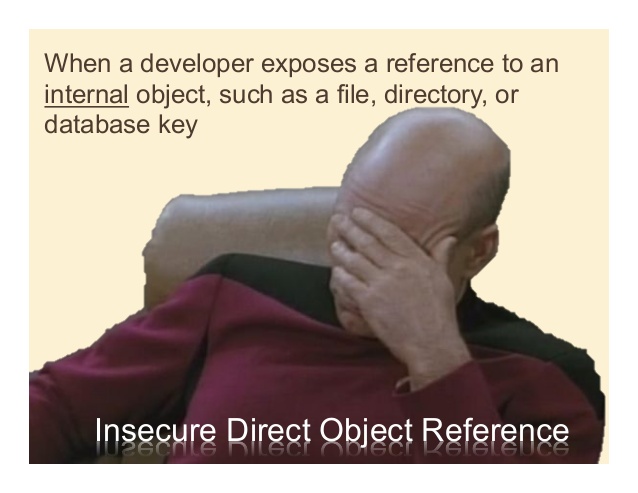 When a developer exposes a reference to an
internal object, such as a file, directory, or
database key
Insecure Direct Object Reference